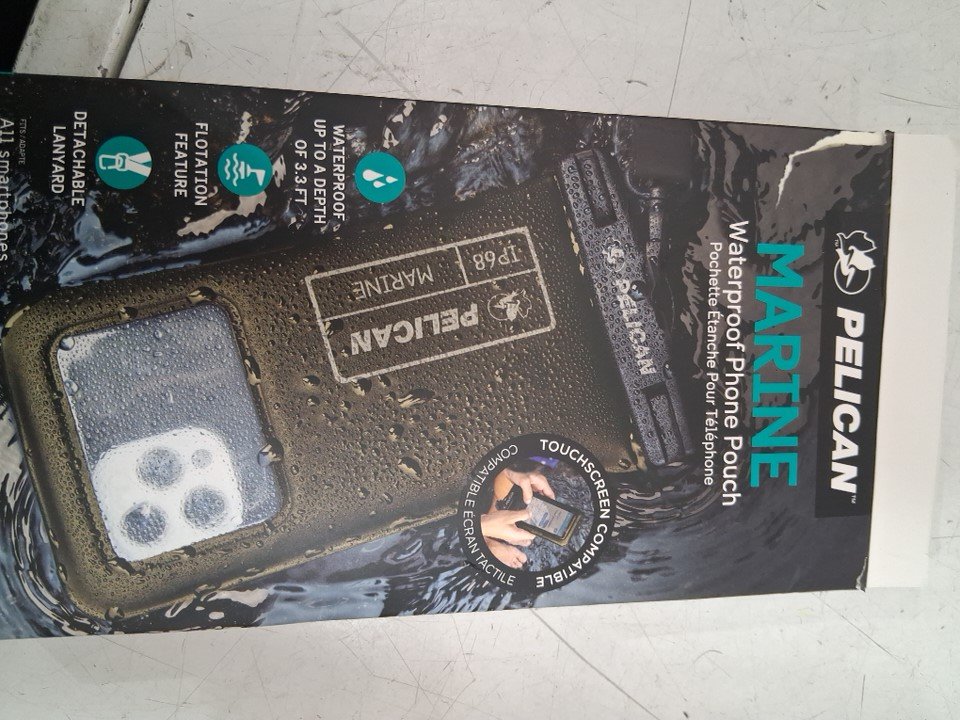 PELICAN™
MARINE
Waterproof Phone Pouch
Pochette Étanche Pour Téléphone
PELICAN
PELICAN
IP68
MARINE
TOUCHSCREEN COMPATIBLE
COMPATIBLE ÉCRAN TACTILE
WATERPROOF
UP TO A DEPTH
OF 3.3 FT
FLOTATION
FEATURE
DETACHABLE
LANYARD
FITS / ADAPTE
All smartphones